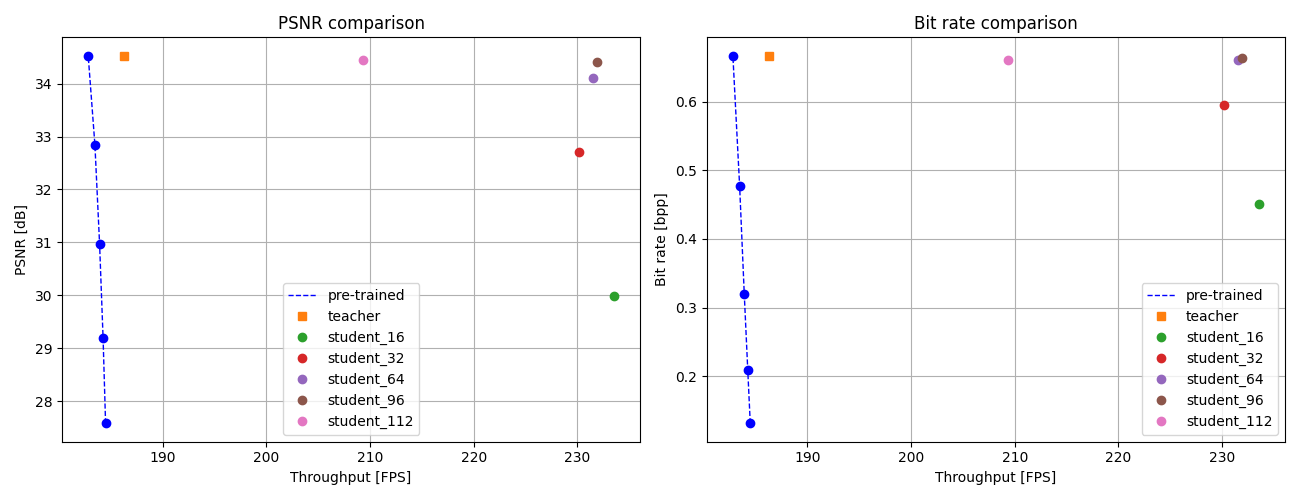 PSNR comparison
34
33
32
31
30
29
28
PSNR [dB]
190
200
210
220
230
Throughput [FPS]
pre-trained
teacher
student_16
student_32
student_64
student_96
student_112
Bit rate comparison
0.6
0.5
0.4
0.3
0.2
Bit rate [bpp]
190
200
210
220
230
Throughput [FPS]
pre-trained
teacher
student_16
student_32
student_64
student_96
student_112